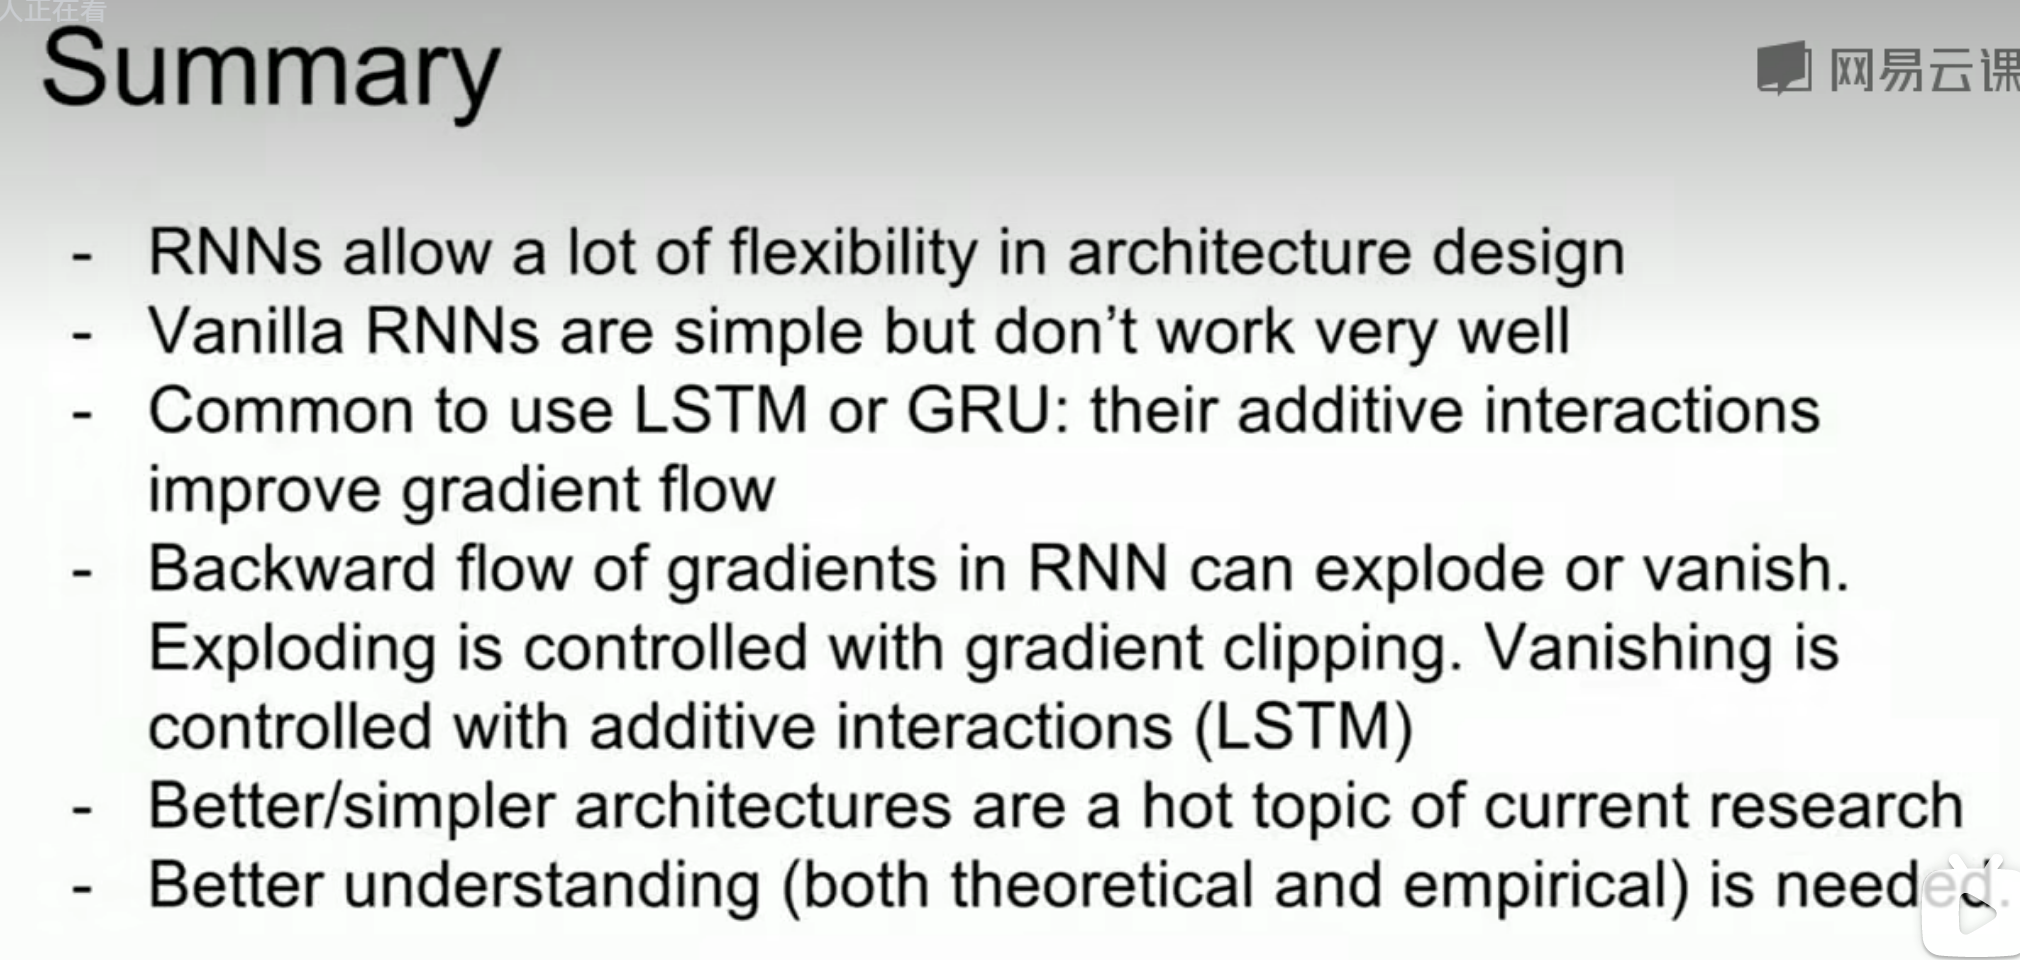 人正在看
Summary
网易云课
- RNNs allow a lot of flexibility in architecture design
- Vanilla RNNs are simple but don't work very well
- Common to use LSTM or GRU: their additive interactions
improve gradient flow
- Backward flow of gradients in RNN can explode or vanish.
Exploding is controlled with gradient clipping. Vanishing is
controlled with additive interactions (LSTM)
- Better/simpler architectures are a hot topic of current research
- Better understanding (both theoretical and empirical) is needed.